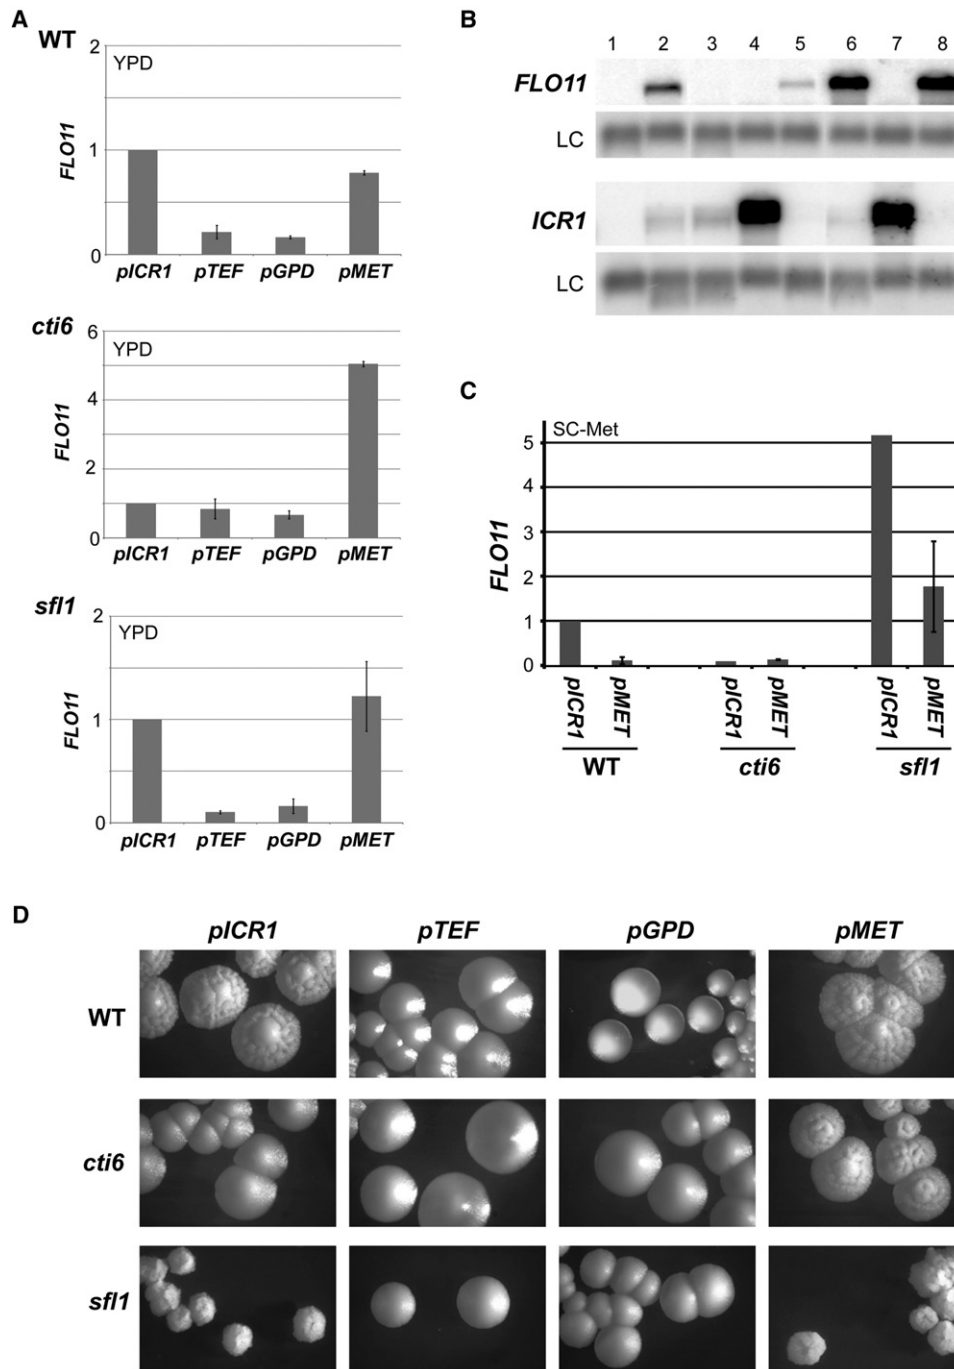 A
WT
2
YPD
1
0
FLO11
pICR1 pTEF pGPD pMET
cti6
6
YPD
5
4
2
1
0
FLO11
pICR1 pTEF pGPD pMET
sfl1
2
YPD
1
0
FLO11
pICR1 pTEF pGPD pMET
B
1 2 3 4 5 6 7 8
FLO11
LC
ICR1
LC
C
SC-Met
5
4
3
2
1
0
FLO11
pICR1 pMET pICR1 pMET pICR1 pMET
WT cti6 sfl1
D
pICR1 pTEF pGPD pMET
WT
cti6
sfl1